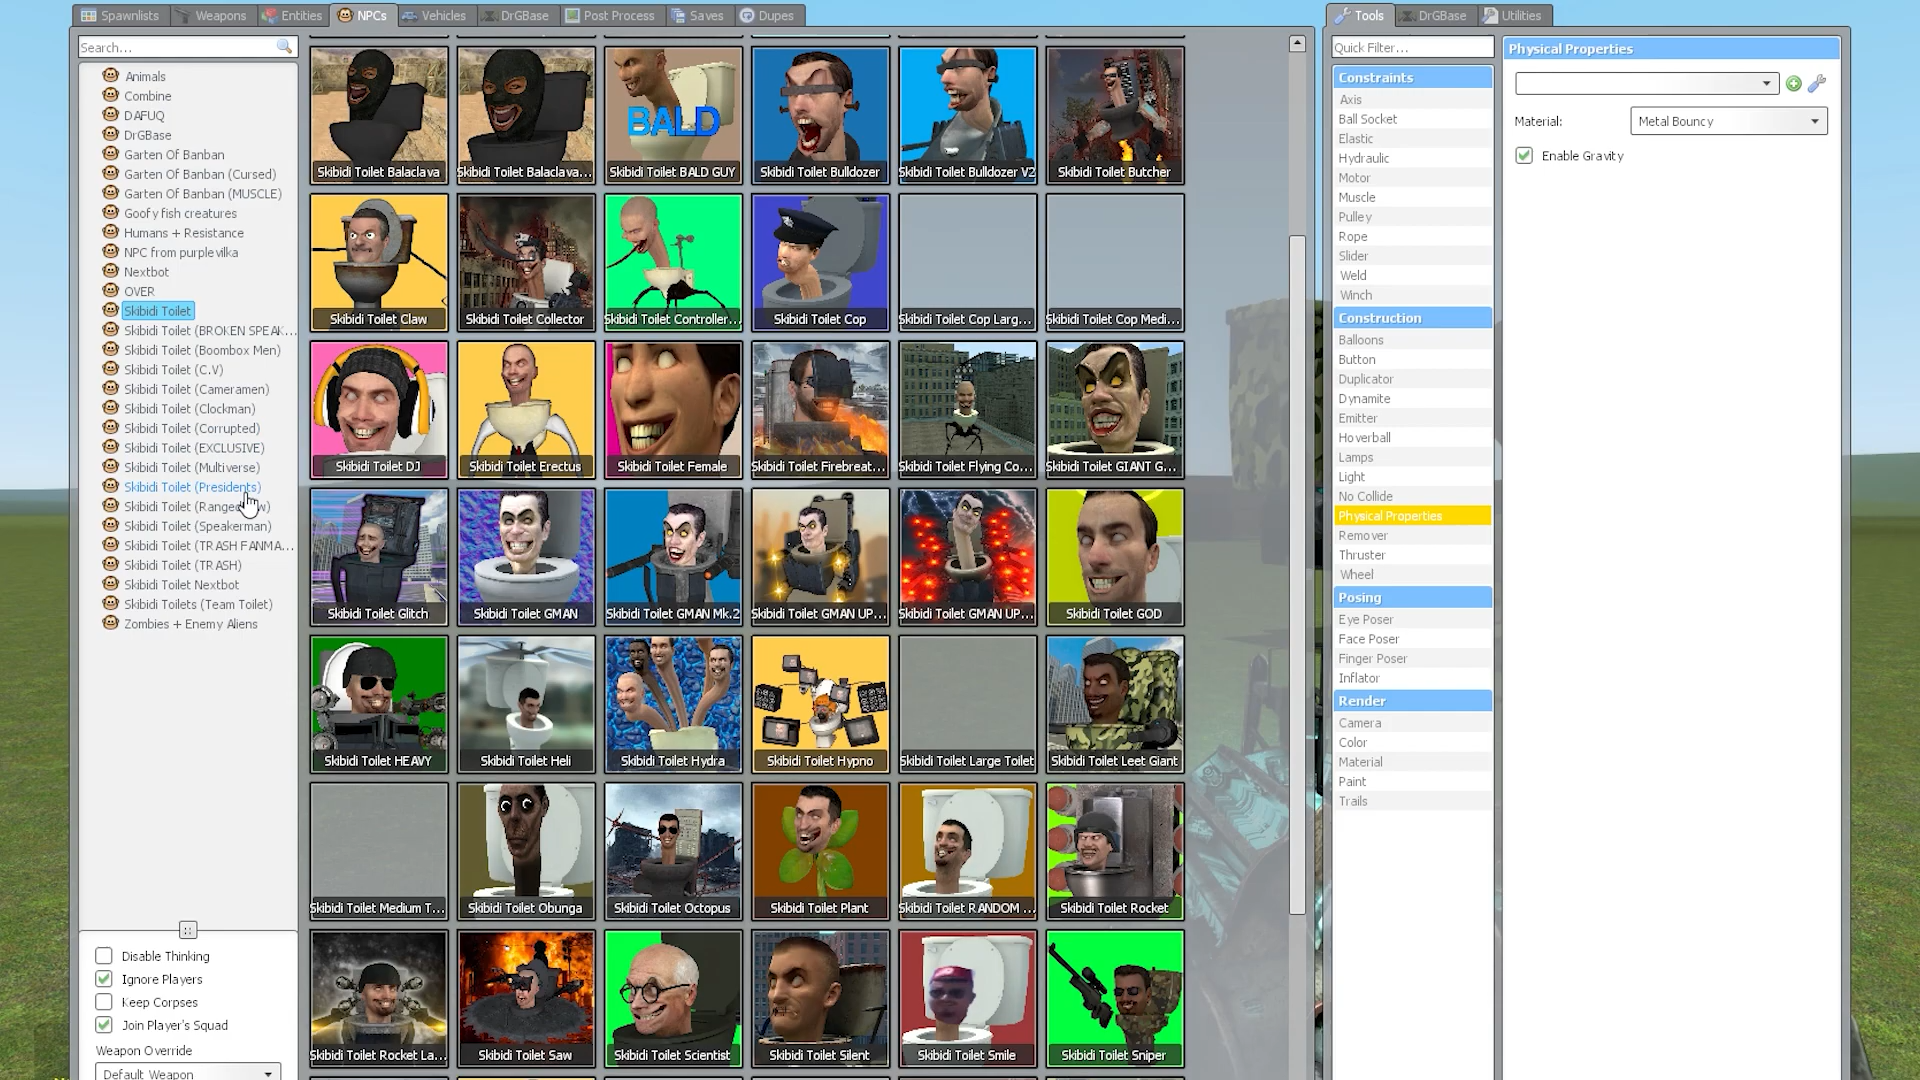 Spawnlists Weapons Entities NPCs Vehicles DrGBase Post Process Saves Dupes
Tools DrGBase Utilities
Search...
Animals
Combine
DAFUQ
DrGBase
Garten Of Banban
Garten Of Banban (Cursed)
Garten Of Banban (MUSCLE)
Goofy fish creatures
Humans + Resistance
NPC from purplevilka
Nextbot
OVER
Skibidi Toilet
Skibidi Toilet (BROKEN SPEAK...
Skibidi Toilet (Boombox Men)
Skibidi Toilet (C.V)
Skibidi Toilet (Cameramen)
Skibidi Toilet (Clockman)
Skibidi Toilet (Corrupted)
Skibidi Toilet (EXCLUSIVE)
Skibidi Toilet (Multiverse)
Skibidi Toilet (Presidents)
Skibidi Toilet
Skibidi Toilet (Speakerman)
Skibidi Toilet (TRASH FANMA...
Skibidi Toilet (TRASH)
Skibidi Toilet Nextbot
Skibidi Toilets (Team Toilet)
Zombies + Enemy Aliens
Disable Thinking
Ignore Players
Keep Corpses
Join Player's Squad
Weapon Override
Default Weapon
BALD
Skibidi Toilet Balaclava Skibidi Toilet Balaclava... Skibidi Toilet BALD GUY Skibidi Toilet Bulldozer Skibidi Toilet Bulldozer V2 Skibidi Toilet Butcher
Skibidi Toilet Claw Skibidi Toilet Collector Skibidi Toilet Controller... Skibidi Toilet Cop Skibidi Toilet Cop Larg... Skibidi Toilet Cop Medi...
Skibidi Toilet DJ Skibidi Toilet Erectus Skibidi Toilet Female Skibidi Toilet Firebreat... Skibidi Toilet Flying Co... Skibidi Toilet GIANT G...
Skibidi Toilet Glitch Skibidi Toilet GMAN Skibidi Toilet GMAN Mk.2 Skibidi Toilet GMAN UP... Skibidi Toilet GMAN UP... Skibidi Toilet GOD
Skibidi Toilet HEAVY Skibidi Toilet Heli Skibidi Toilet Hydra Skibidi Toilet Hypno Skibidi Toilet Large Toilet Skibidi Toilet Leet Giant
Skibidi Toilet Medium T... Skibidi Toilet Obunga Skibidi Toilet Octopus Skibidi Toilet Plant Skibidi Toilet RANDOM ... Skibidi Toilet Rocket
Skibidi Toilet Rocket La... Skibidi Toilet Saw Skibidi Toilet Scientist Skibidi Toilet Silent Skibidi Toilet Smile Skibidi Toilet Sniper
Quick Filter...
Constraints
Axis
Ball Socket
Elastic
Hydraulic
Motor
Muscle
Pulley
Rope
Slider
Weld
Winch
Construction
Balloons
Button
Duplicator
Dynamite
Emitter
Hoverball
Lamps
Light
No Collide
Physical Properties
Remover
Thruster
Wheel
Posing
Eye Poser
Face Poser
Finger Poser
Inflator
Render
Camera
Color
Material
Paint
Trails
Physical Properties
Material: Metal Bouncy
Enable Gravity